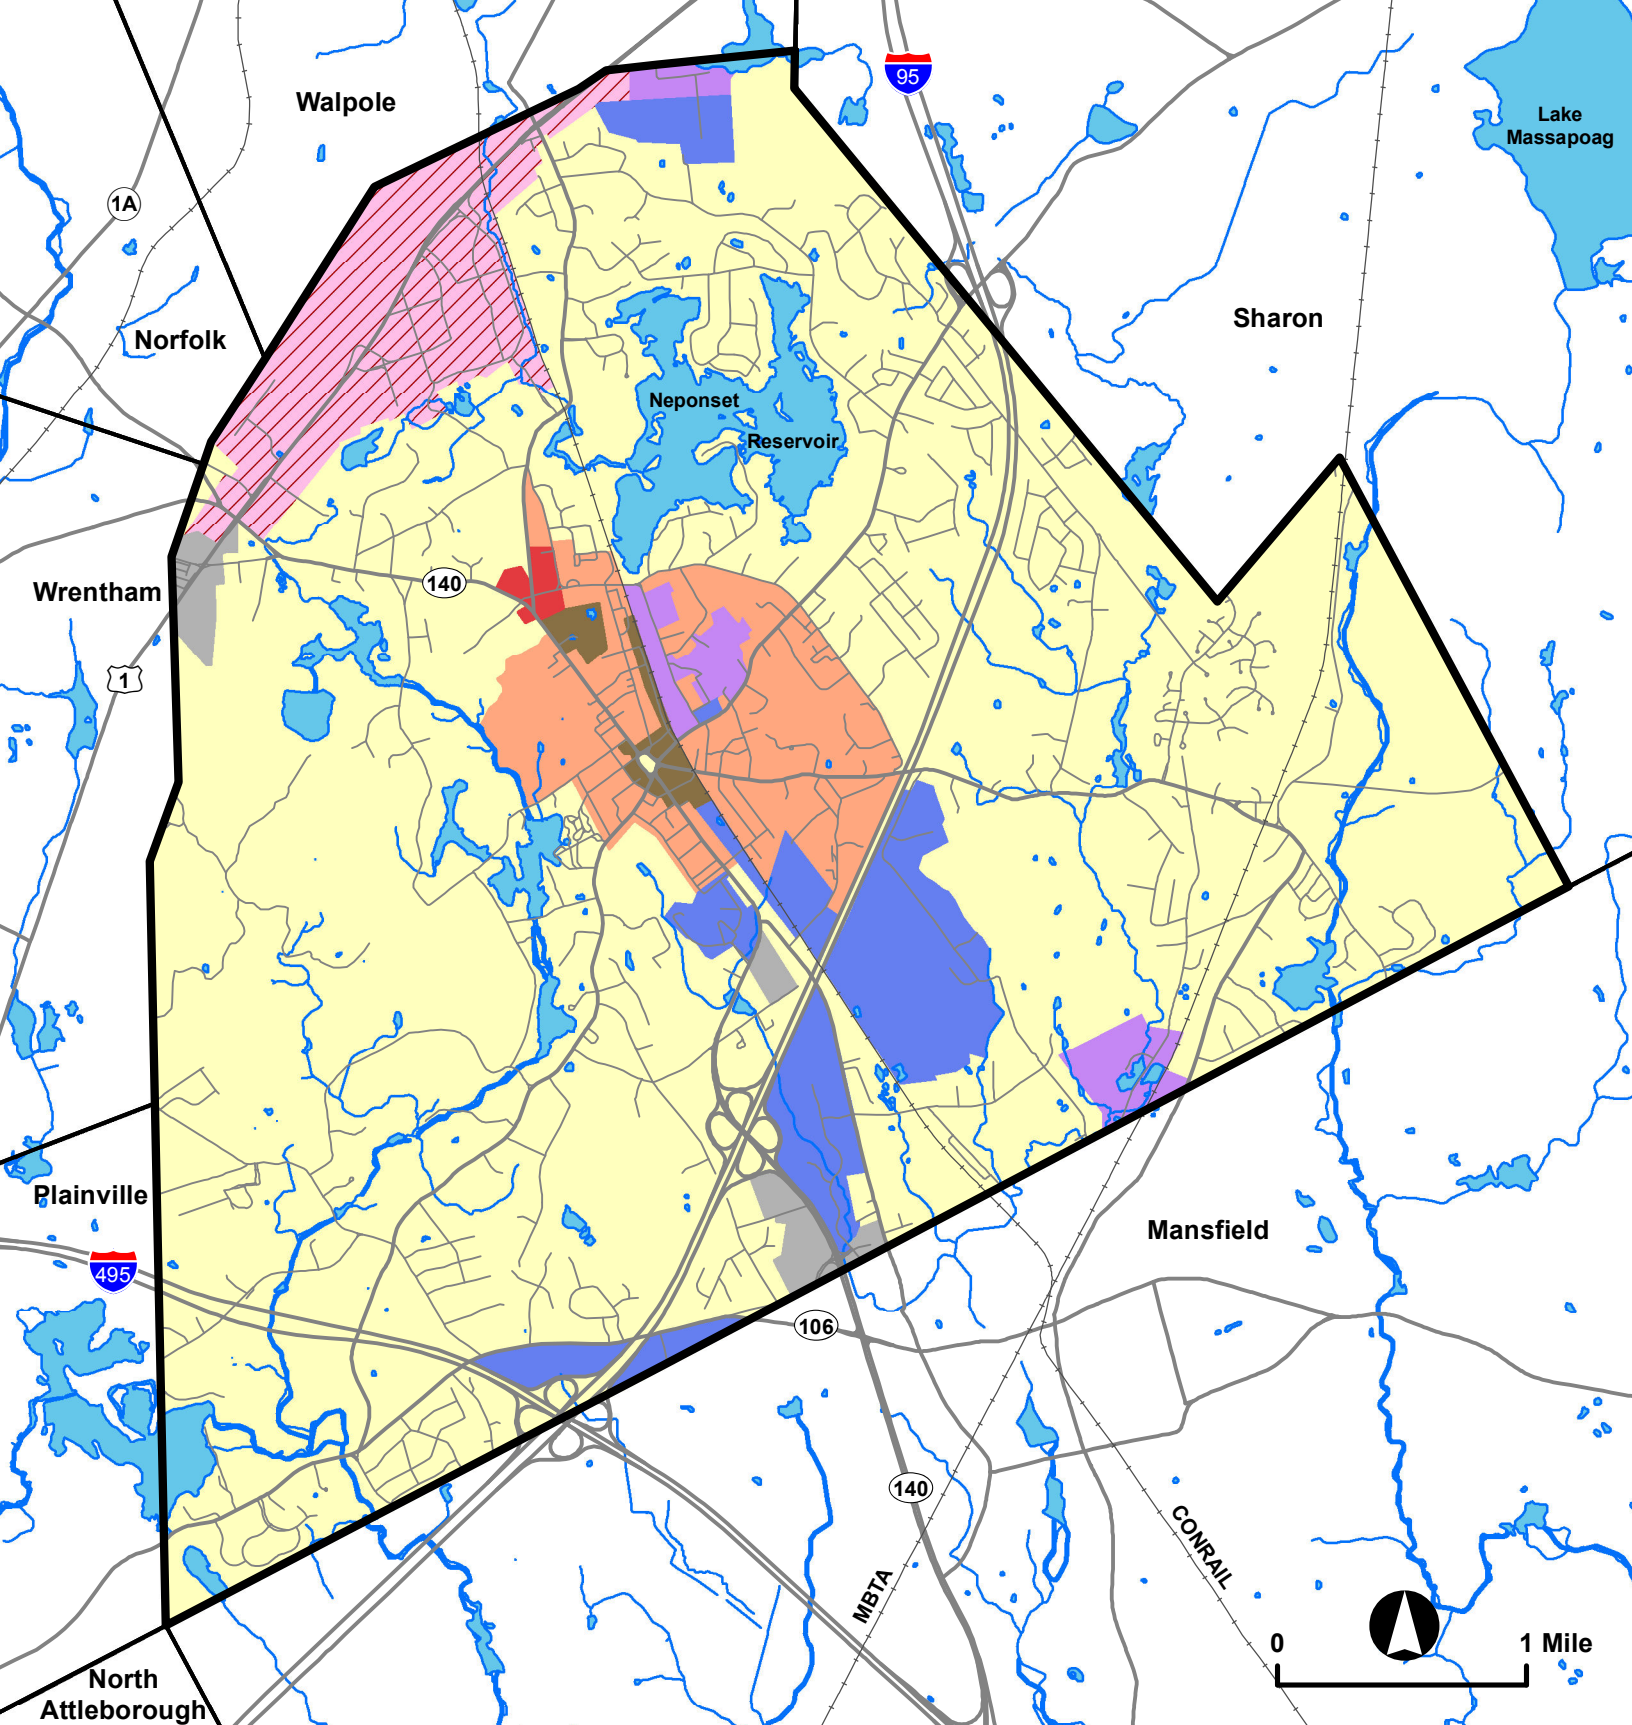 95
Walpole
Lake
Massapoag
1A
Sharon
Norfolk
Neponset
Reservoir
140
Wrentham
1
Plainville
Mansfield
495
106
140
CONRAIL
MBTA
0
1 Mile
North
Attleborough